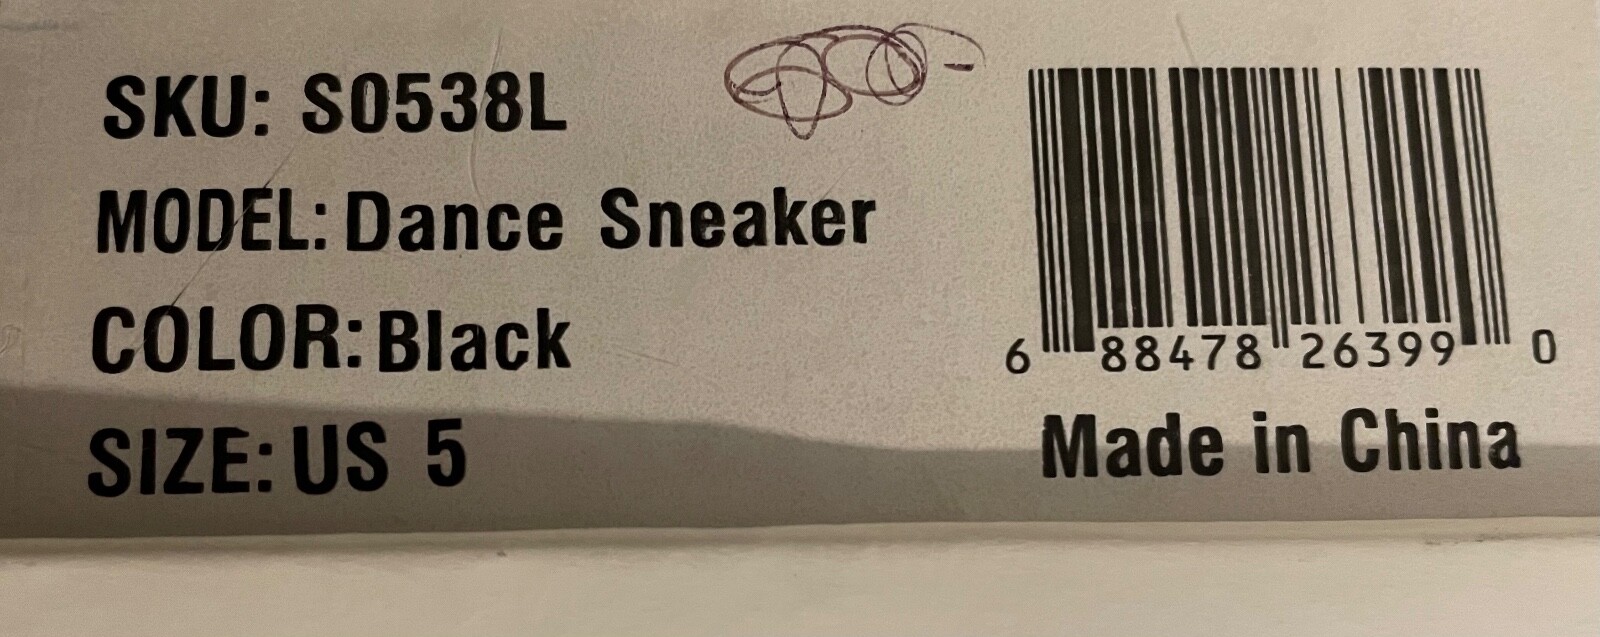 SKU: S0538L
MODEL: Dance Sneaker
COLOR: Black
SIZE: US 5
6 88478 26399 0
Made in China